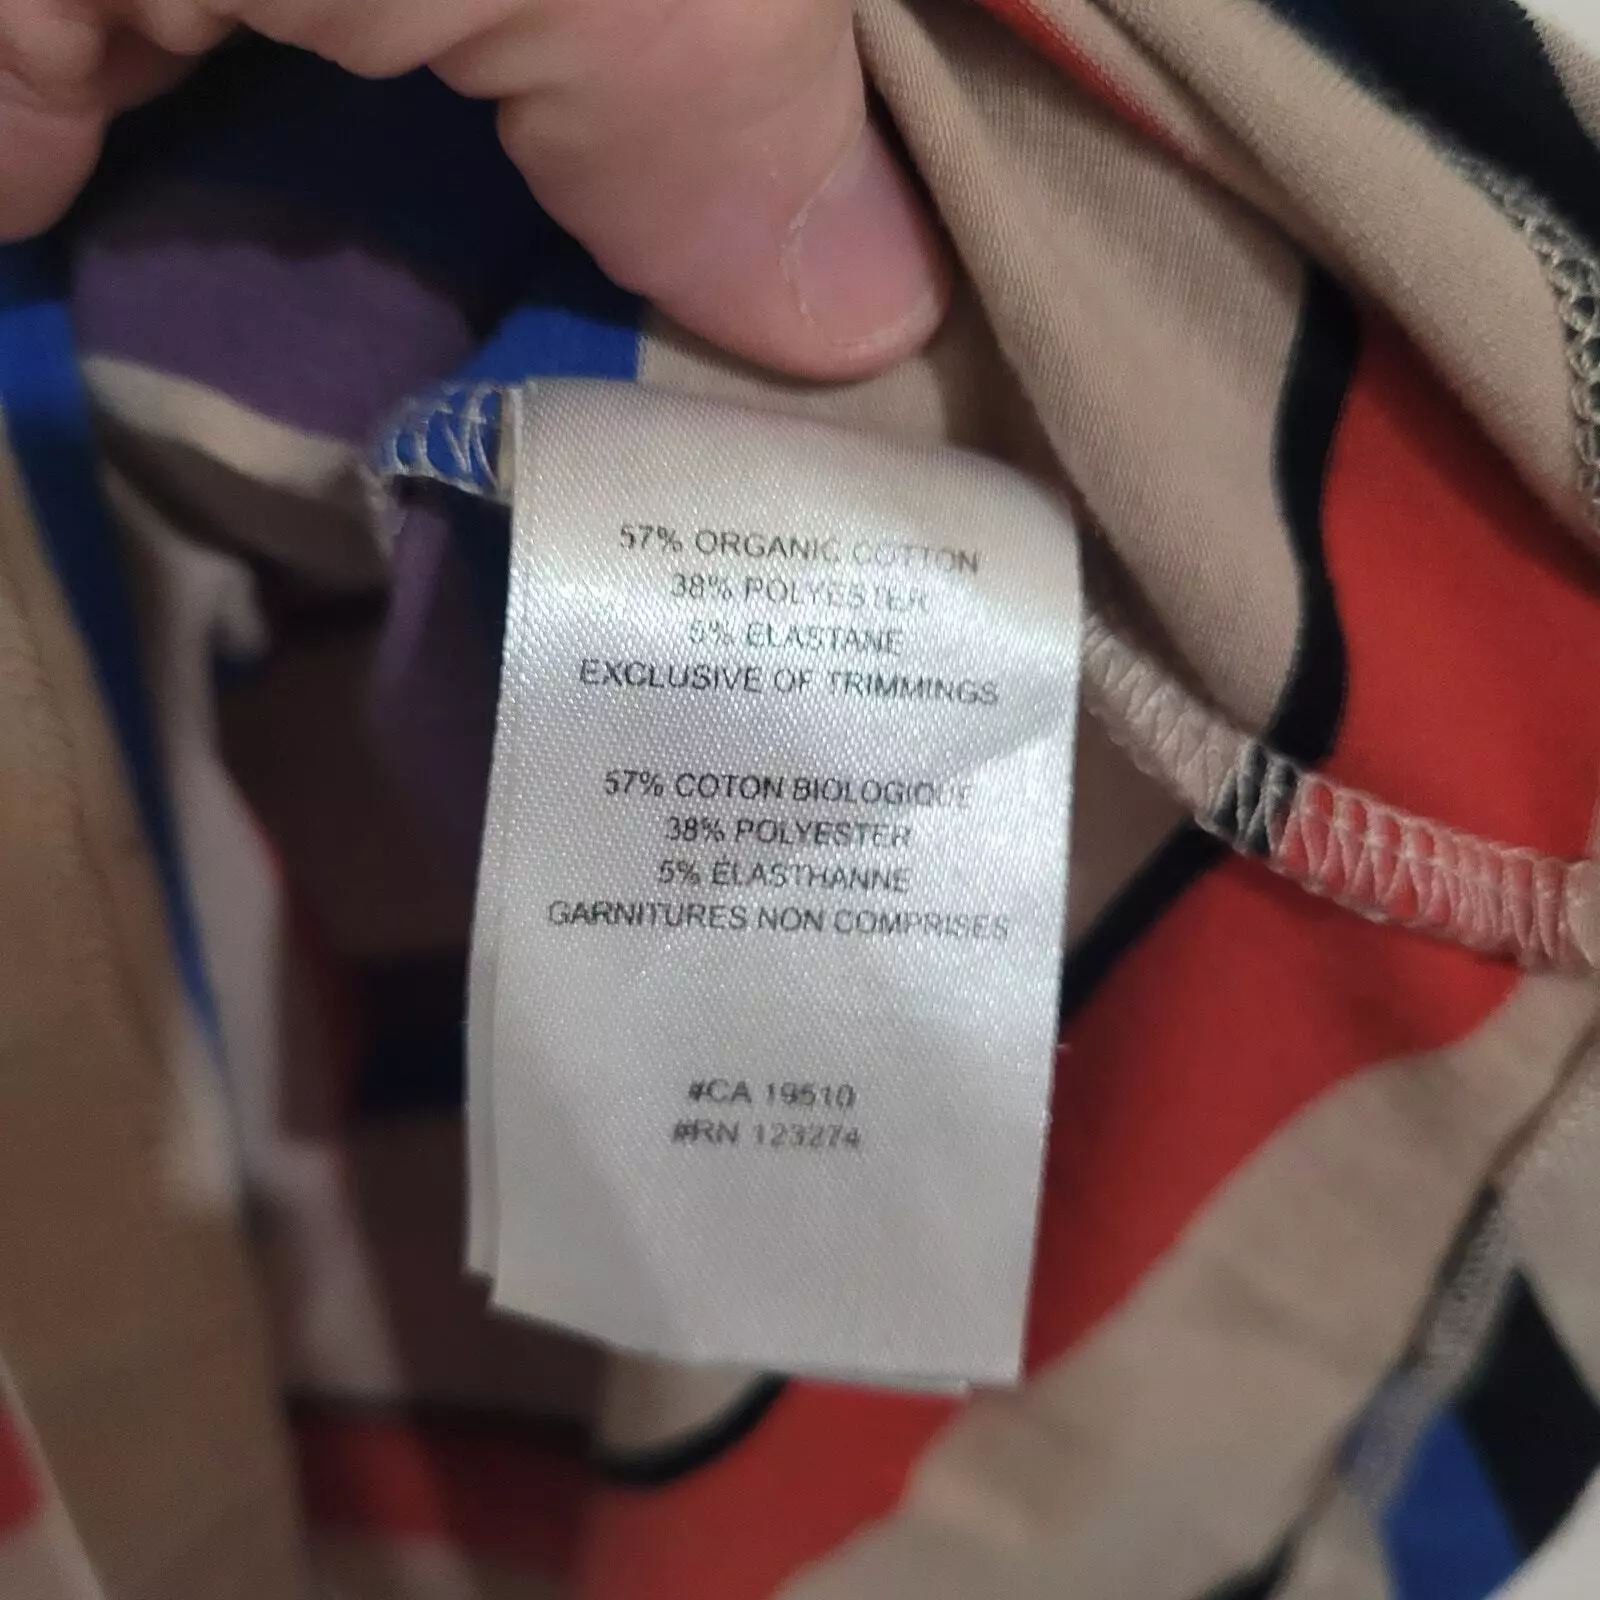 57% ORGANIC COTTON
38% POLYESTER
5% ELASTANE
EXCLUSIVE OF TRIMMINGS
57% COTON BIOLOGIQUE
38% POLYESTER
5% ELASTHANNE
GARNITURES NON COMPRISES
#CA 19510
#RN 123274